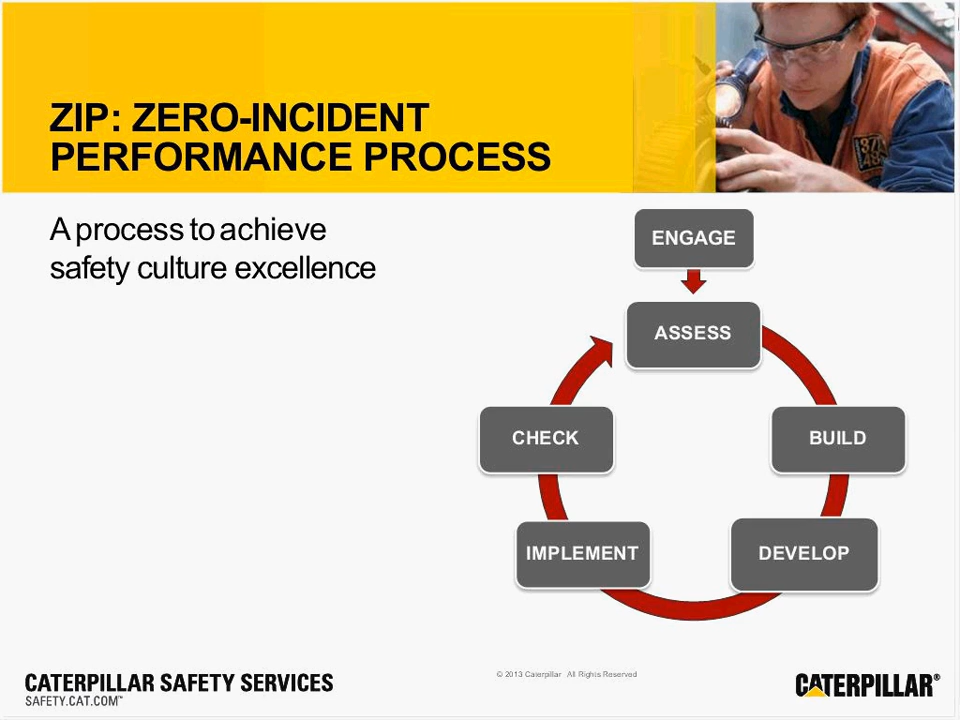 ZIP: ZERO-INCIDENT
PERFORMANCE PROCESS
A process to achieve
safety culture excellence
ENGAGE
ASSESS
CHECK
BUILD
IMPLEMENT
DEVELOP
CATERPILLAR SAFETY SERVICES
SAFETY.CAT.COM™
© 2013 Caterpillar All Rights Reserved
CATERPILLAR®